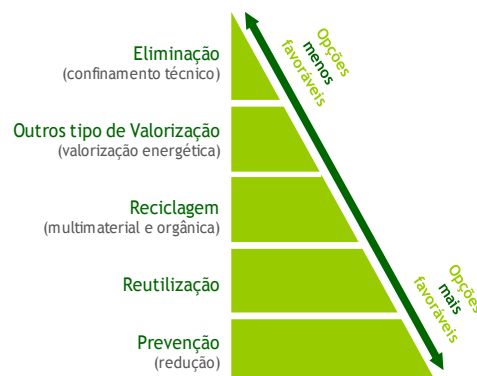 Eliminação
(confinamento técnico)
Outros tipo de Valorização
(valorização energética)
Reciclagem
(multimaterial e orgânica)
Reutilização
Prevenção
(redução)
Opções
menos
favoráveis
Opções
mais
favoráveis